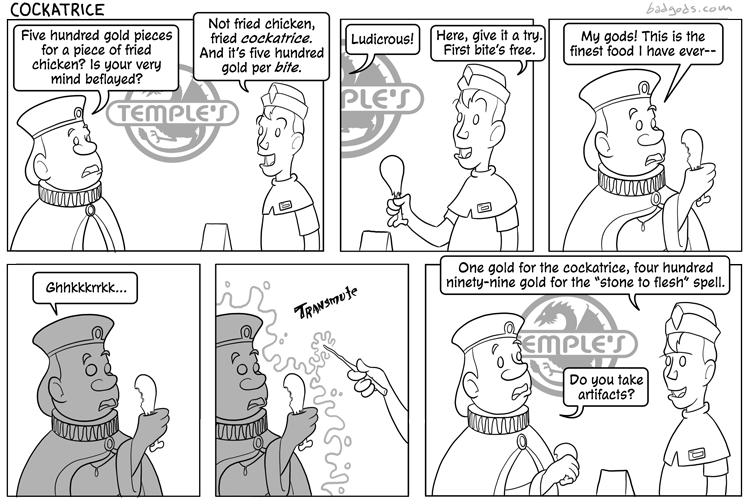 COCKATRICE
badgods.com
Five hundred gold pieces
for a piece of fried
chicken? Is your very
mind beflayed?
Not fried chicken,
fried cockatrice.
And it's five hundred
gold per bite.
TEMPLE'S
Ludicrous!
Here, give it a try.
First bite's free.
PLE'S
My gods! This is the
finest food I have ever--
Ghhkkkrrkk...
TRANSMUTE
One gold for the cockatrice, four hundred
ninety-nine gold for the “stone to flesh” spell.
EMPLE'S
Do you take
artifacts?